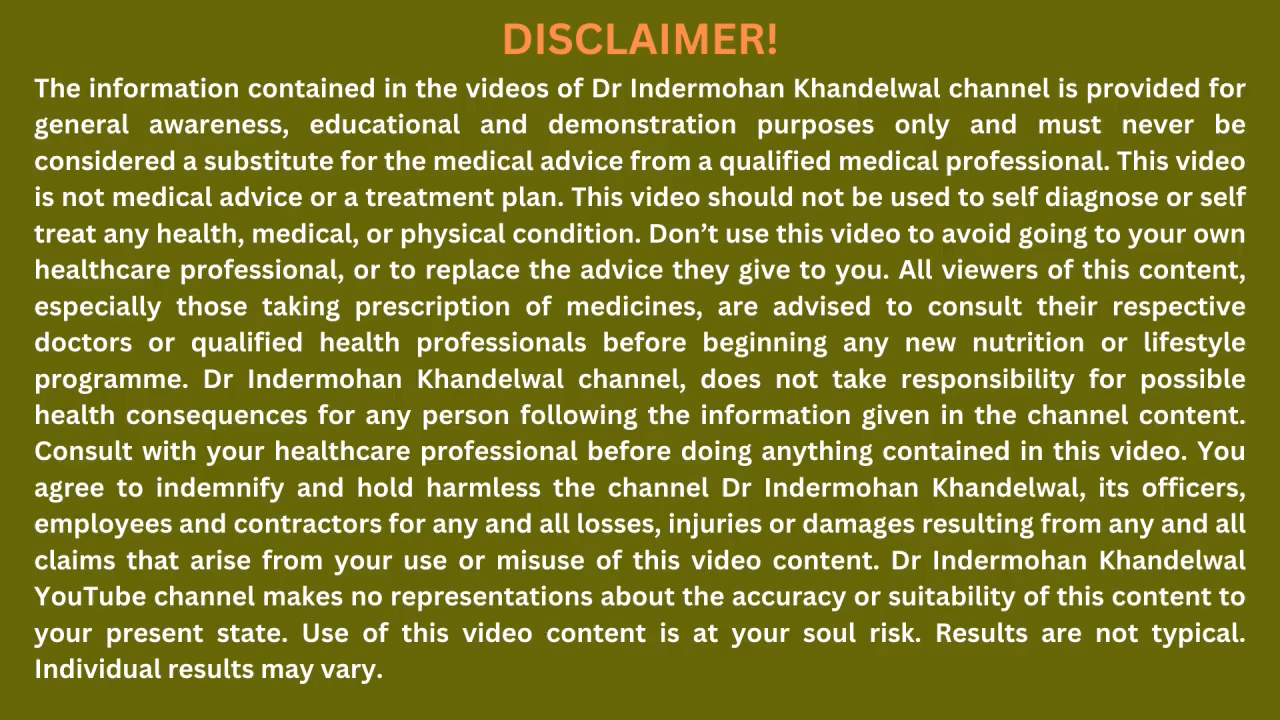 DISCLAIMER!
The information contained in the videos of Dr Indermohan Khandelwal channel is provided for
general awareness, educational and demonstration purposes only and must never be
considered a substitute for the medical advice from a qualified medical professional. This video
is not medical advice or a treatment plan. This video should not be used to self diagnose or self
treat any health, medical, or physical condition. Don’t use this video to avoid going to your own
healthcare professional, or to replace the advice they give to you. All viewers of this content,
especially those taking prescription of medicines, are advised to consult their respective
doctors or qualified health professionals before beginning any new nutrition or lifestyle
programme. Dr Indermohan Khandelwal channel, does not take responsibility for possible
health consequences for any person following the information given in the channel content.
Consult with your healthcare professional before doing anything contained in this video. You
agree to indemnify and hold harmless the channel Dr Indermohan Khandelwal, its officers,
employees and contractors for any and all losses, injuries or damages resulting from any and all
claims that arise from your use or misuse of this video content. Dr Indermohan Khandelwal
YouTube channel makes no representations about the accuracy or suitability of this content to
your present state. Use of this video content is at your soul risk. Results are not typical.
Individual results may vary.